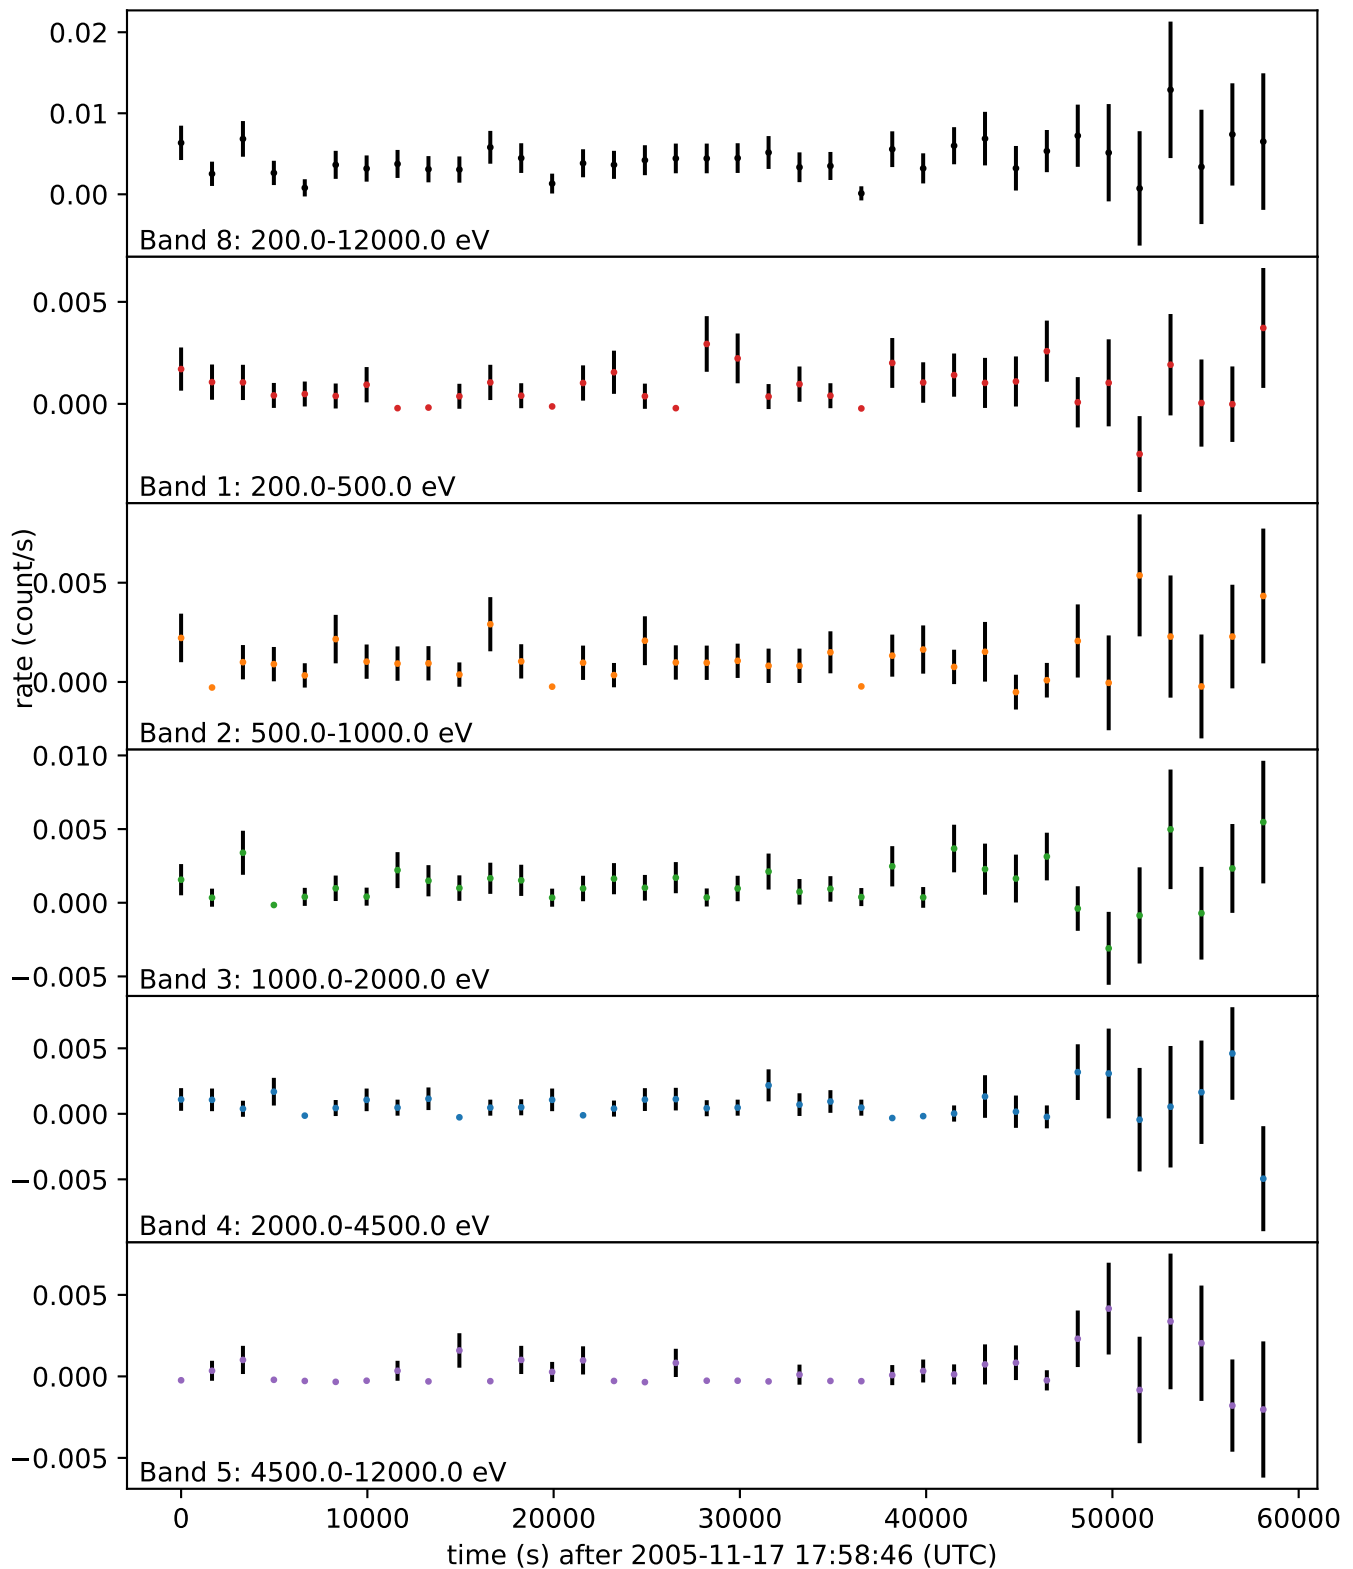 0.02
0.01
0.00
Band 8: 200.0-12000.0 eV
0.005
0.000
Band 1: 200.0-500.0 eV
rate (count/s)
0.005
0.000
Band 2: 500.0-1000.0 eV
0.010
0.005
0.000
−0.005
Band 3: 1000.0-2000.0 eV
0.005
0.000
−0.005
Band 4: 2000.0-4500.0 eV
0.005
0.000
−0.005
Band 5: 4500.0-12000.0 eV
0 10000 20000 30000 40000 50000 60000
time (s) after 2005-11-17 17:58:46 (UTC)